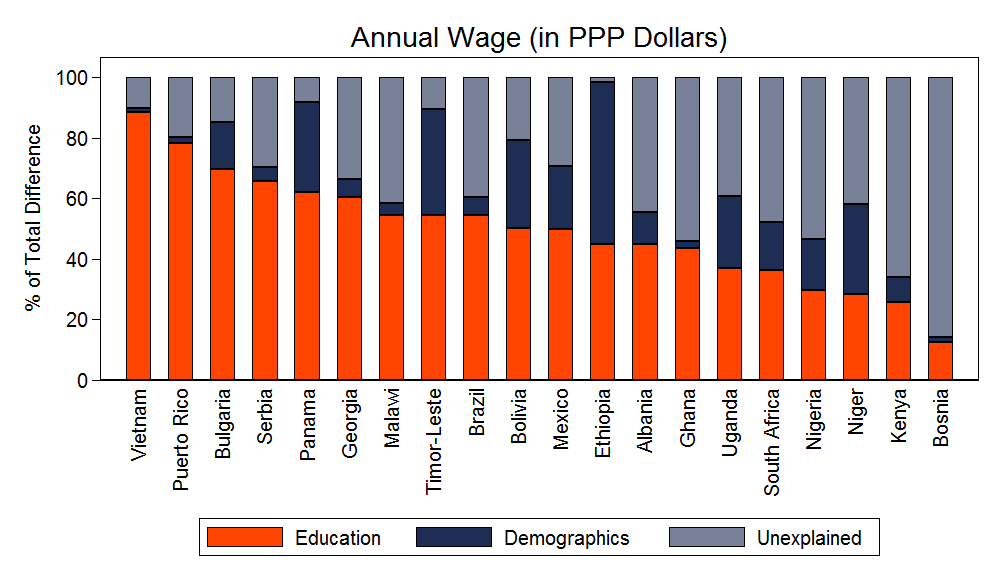 Annual Wage (in PPP Dollars)
% of Total Difference
100
80
60
40
20
0
Vietnam
Puerto Rico
Bulgaria
Serbia
Panama
Georgia
Malawi
Timor-Leste
Brazil
Bolivia
Mexico
Ethiopia
Albania
Ghana
Uganda
South Africa
Nigeria
Niger
Kenya
Bosnia
Education Demographics Unexplained